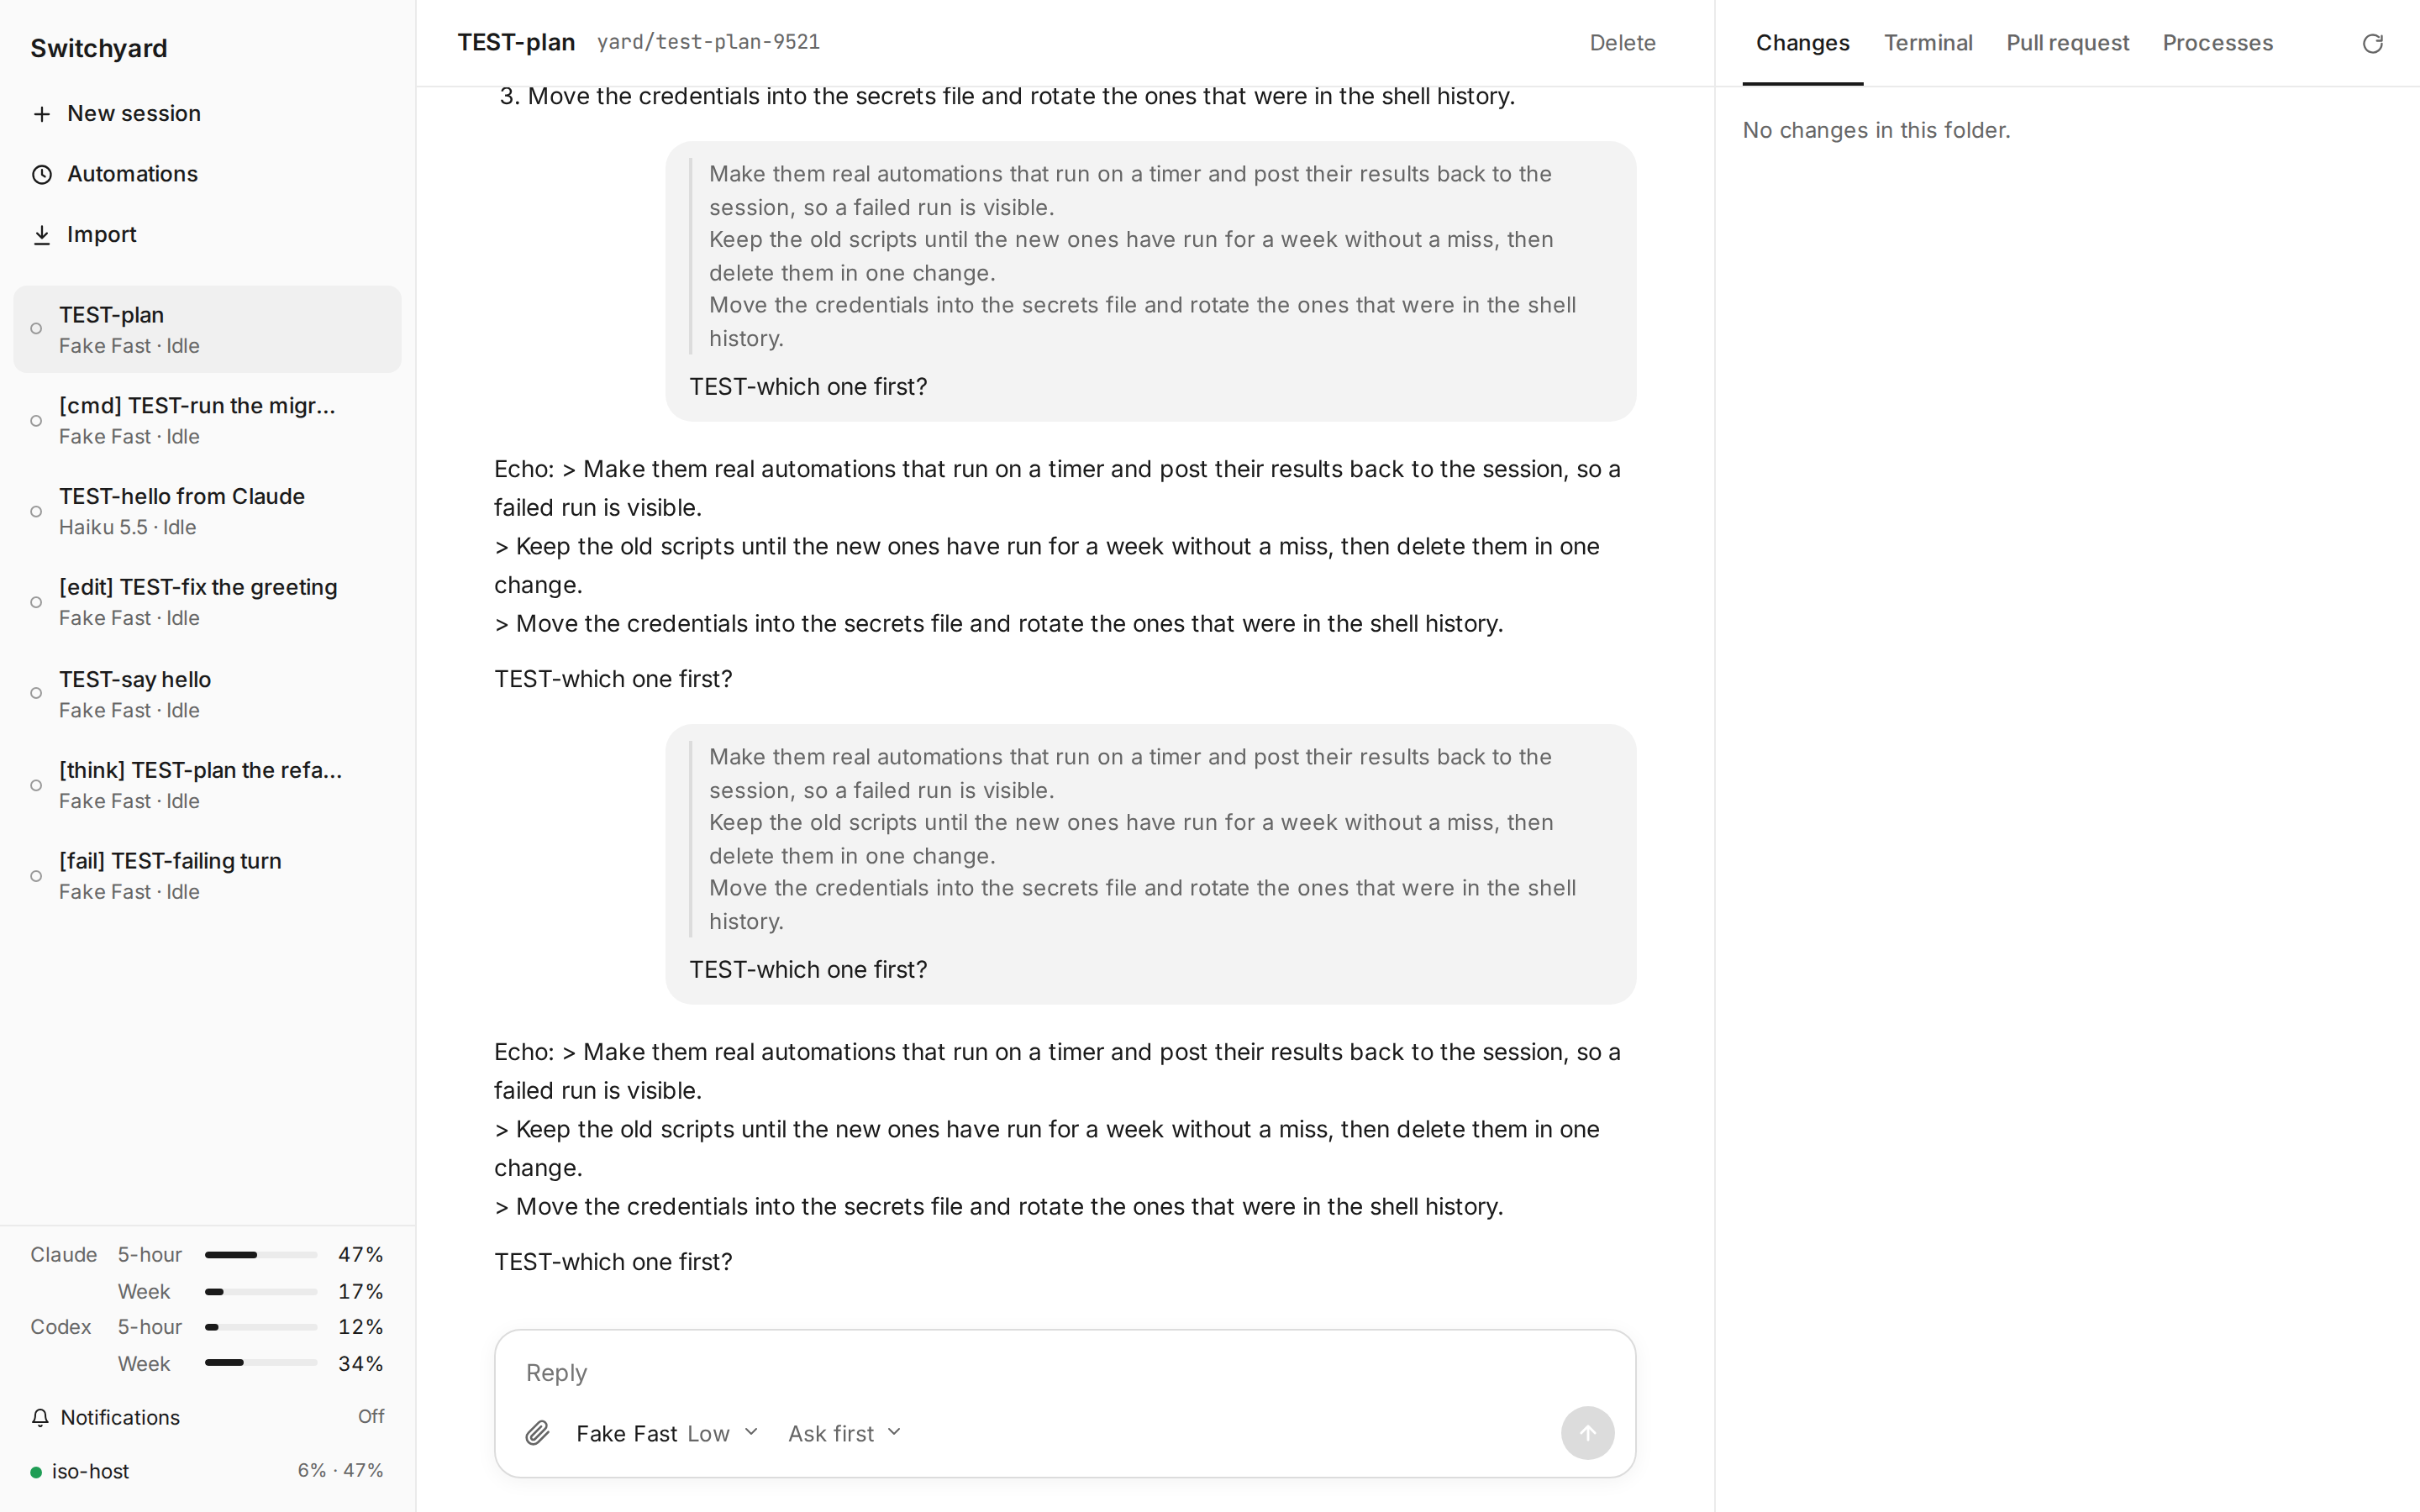 Switchyard
New session
Automations
Import
TEST-plan
Fake Fast · Idle
[cmd] TEST-run the migr...
Fake Fast · Idle
TEST-hello from Claude
Haiku 5.5 · Idle
[edit] TEST-fix the greeting
Fake Fast · Idle
TEST-say hello
Fake Fast · Idle
[think] TEST-plan the refa...
Fake Fast · Idle
[fail] TEST-failing turn
Fake Fast · Idle
Claude 5-hour 47%
Week 17%
Codex 5-hour 12%
Week 34%
Notifications Off
iso-host 6% · 47%
TEST-plan yard/test-plan-9521 Delete
3. Move the credentials into the secrets file and rotate the ones that were in the shell history.
Make them real automations that run on a timer and post their results back to the
session, so a failed run is visible.
Keep the old scripts until the new ones have run for a week without a miss, then
delete them in one change.
Move the credentials into the secrets file and rotate the ones that were in the shell
history.
TEST-which one first?
Echo: > Make them real automations that run on a timer and post their results back to the session, so a
failed run is visible.
> Keep the old scripts until the new ones have run for a week without a miss, then delete them in one
change.
> Move the credentials into the secrets file and rotate the ones that were in the shell history.
TEST-which one first?
Make them real automations that run on a timer and post their results back to the
session, so a failed run is visible.
Keep the old scripts until the new ones have run for a week without a miss, then
delete them in one change.
Move the credentials into the secrets file and rotate the ones that were in the shell
history.
TEST-which one first?
Echo: > Make them real automations that run on a timer and post their results back to the session, so a
failed run is visible.
> Keep the old scripts until the new ones have run for a week without a miss, then delete them in one
change.
> Move the credentials into the secrets file and rotate the ones that were in the shell history.
TEST-which one first?
Reply
Fake Fast Low Ask first
Changes Terminal Pull request Processes
No changes in this folder.